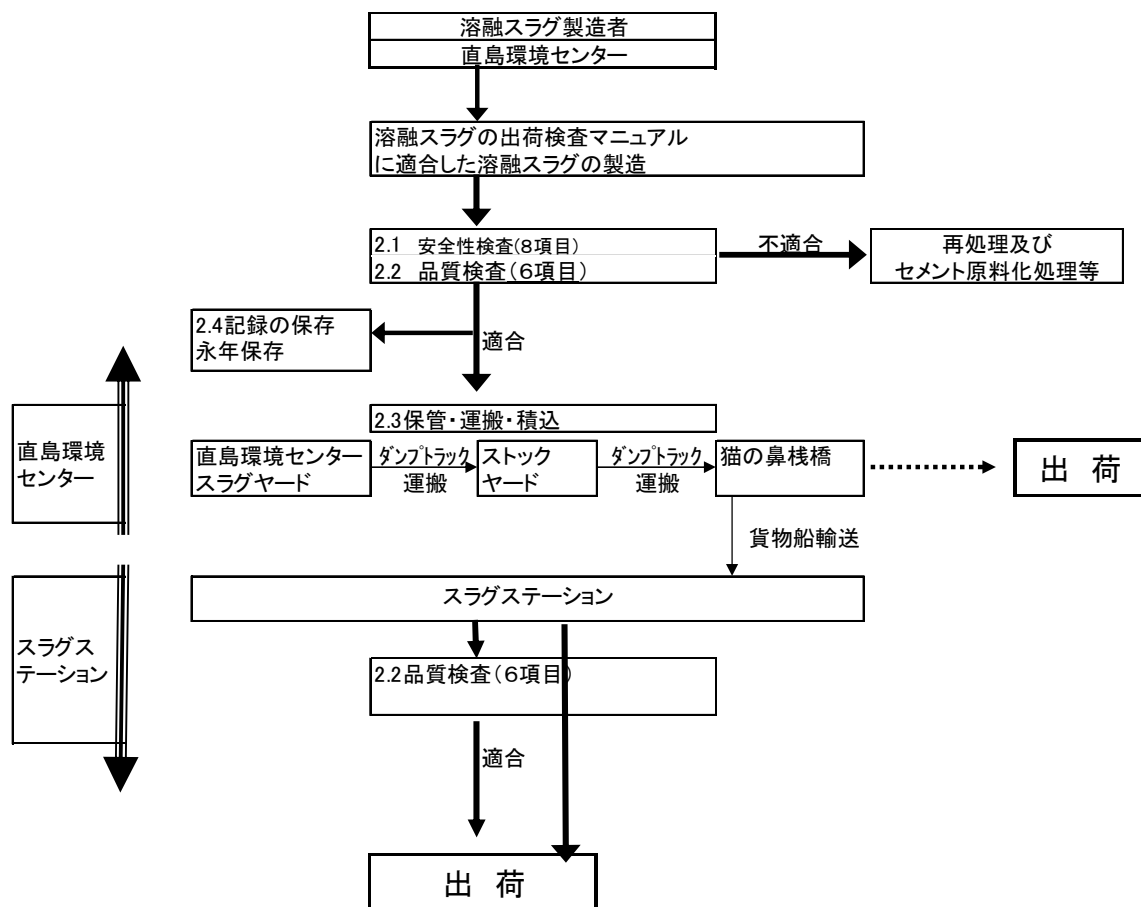 溶融スラグ製造者
直島環境センター
溶融スラグの出荷検査マニュアル
に適合した溶融スラグの製造
2.1 安全性検査(8項目)
2.2 品質検査(6項目)
不適合
再処理及び
セメント原料化処理等
2.4記録の保存
永年保存
適合
2.3保管・運搬・積込
直島環境
センター
直島環境センター
スラグヤード
ダンプトラック
運搬
ストック
ヤード
ダンプトラック
運搬
猫の鼻桟橋
出 荷
貨物船輸送
スラグステーション
スラグス
テーション
2.2品質検査(6項目)
適合
出 荷